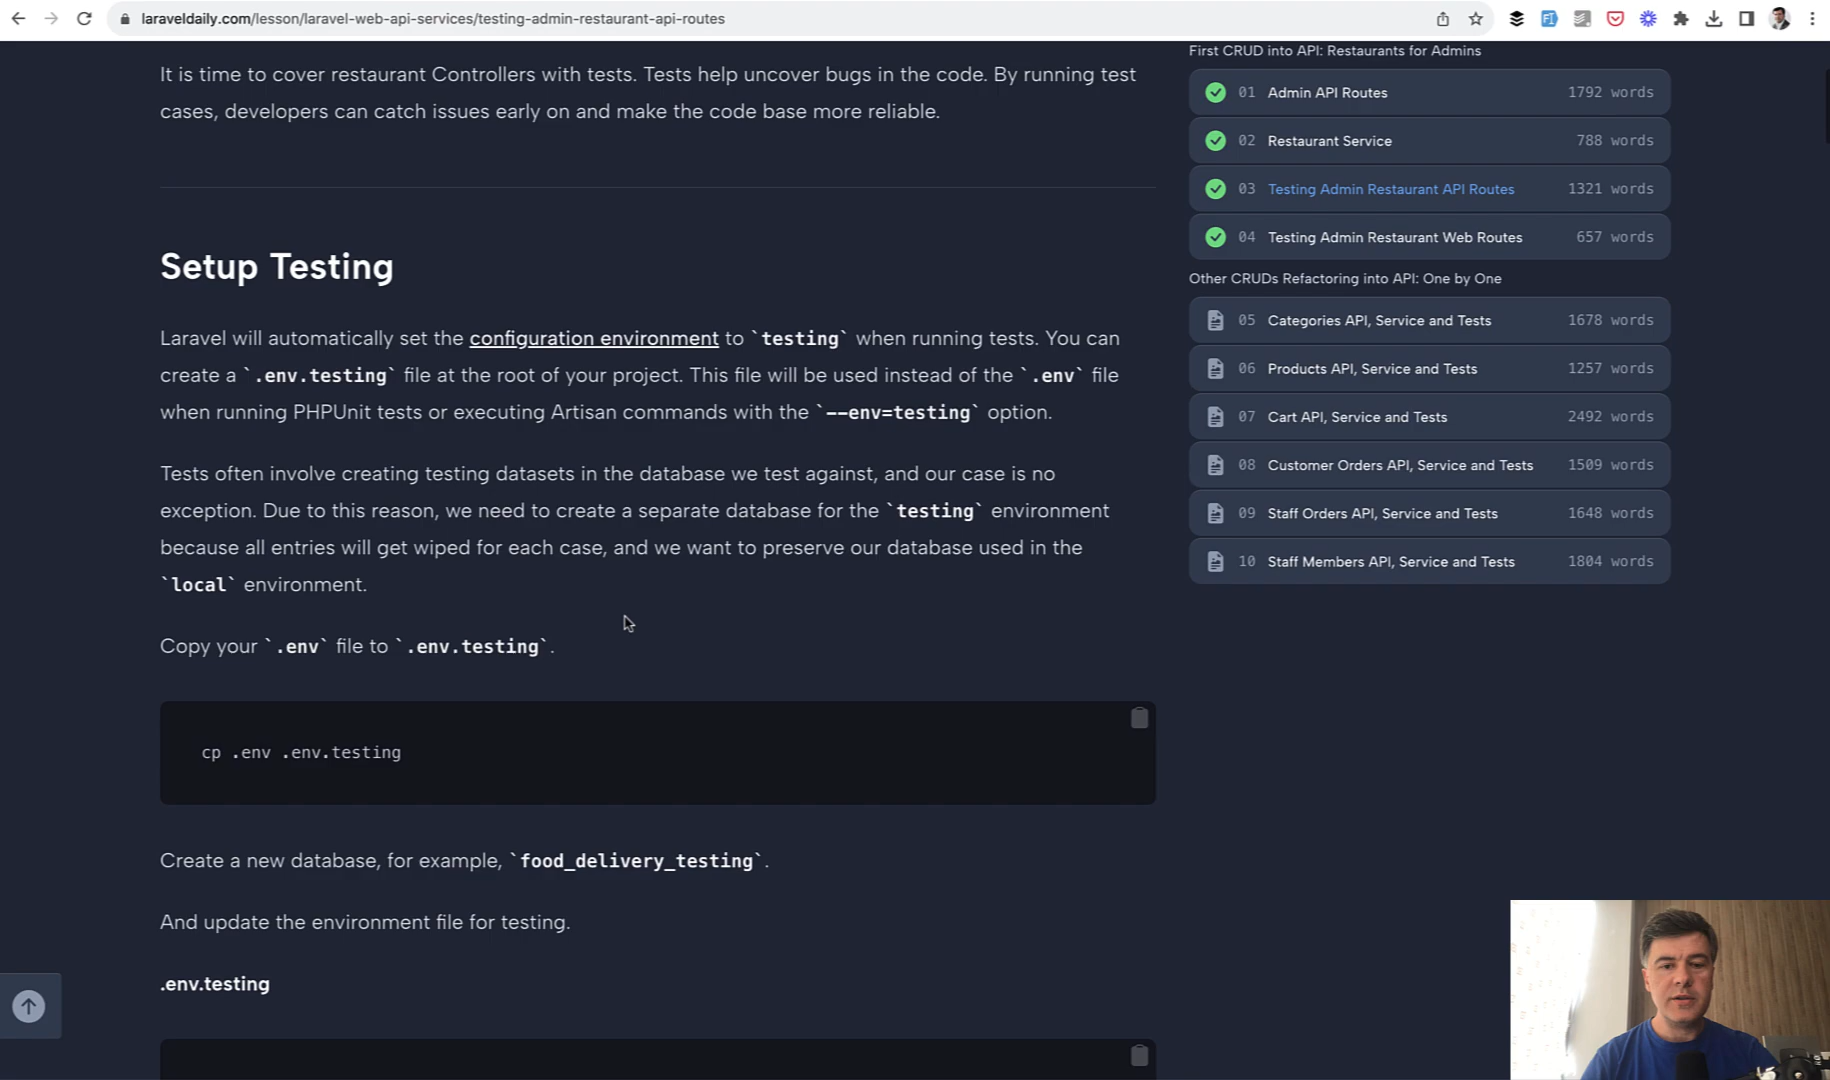 laraveldaily.com/lesson/laravel-web-api-services/testing-admin-restaurant-api-routes
It is time to cover restaurant Controllers with tests. Tests help uncover bugs in the code. By running test
cases, developers can catch issues early on and make the code base more reliable.
Setup Testing
Laravel will automatically set the configuration environment to `testing` when running tests. You can
create a `.env.testing` file at the root of your project. This file will be used instead of the `.env` file
when running PHPUnit tests or executing Artisan commands with the `--env=testing` option.
Tests often involve creating testing datasets in the database we test against, and our case is no
exception. Due to this reason, we need to create a separate database for the `testing` environment
because all entries will get wiped for each case, and we want to preserve our database used in the
`local` environment.
Copy your `.env` file to `.env.testing`.
cp .env .env.testing
Create a new database, for example, `food_delivery_testing`.
And update the environment file for testing.
.env.testing
First CRUD into API: Restaurants for Admins
01 Admin API Routes 1792 words
02 Restaurant Service 788 words
03 Testing Admin Restaurant API Routes 1321 words
04 Testing Admin Restaurant Web Routes 657 words
Other CRUDs Refactoring into API: One by One
05 Categories API, Service and Tests 1678 words
06 Products API, Service and Tests 1257 words
07 Cart API, Service and Tests 2492 words
08 Customer Orders API, Service and Tests 1509 words
09 Staff Orders API, Service and Tests 1648 words
10 Staff Members API, Service and Tests 1804 words